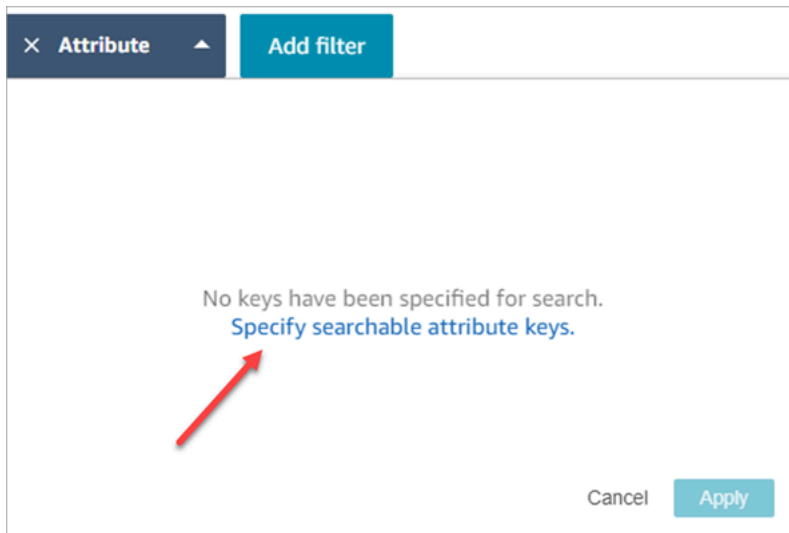 × Attribute Add filter
No keys have been specified for search.
Specify searchable attribute keys.
Cancel Apply